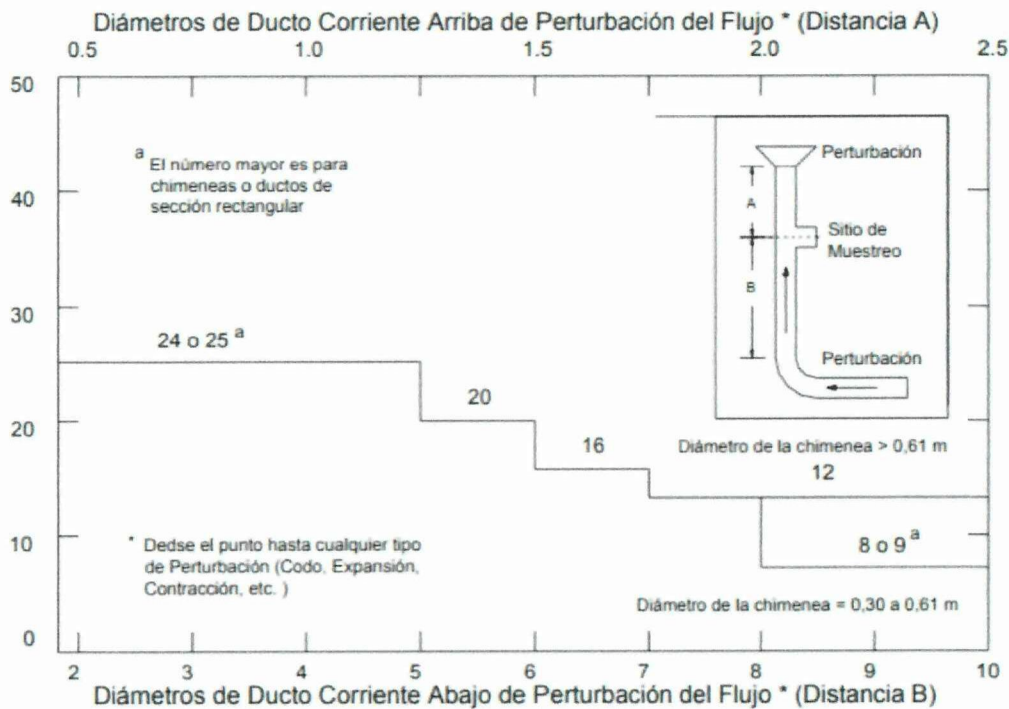 Diámetros de Ducto Corriente Arriba de Perturbación del Flujo * (Distancia A)
0.5 1.0 1.5 2.0 2.5
50
40
30
20
10
0
a El número mayor es para
chimeneas o ductos de
sección rectangular
Perturbación
A
Sitio de
Muestreo
B
Perturbación
24 o 25 a
20
16
Diámetro de la chimenea > 0,61 m
12
8 o 9 a
* Dedse el punto hasta cualquier tipo
de Perturbación (Codo, Expansión,
Contracción, etc. )
Diámetro de la chimenea = 0,30 a 0,61 m
2 3 4 5 6 7 8 9 10
Diámetros de Ducto Corriente Abajo de Perturbación del Flujo * (Distancia B)